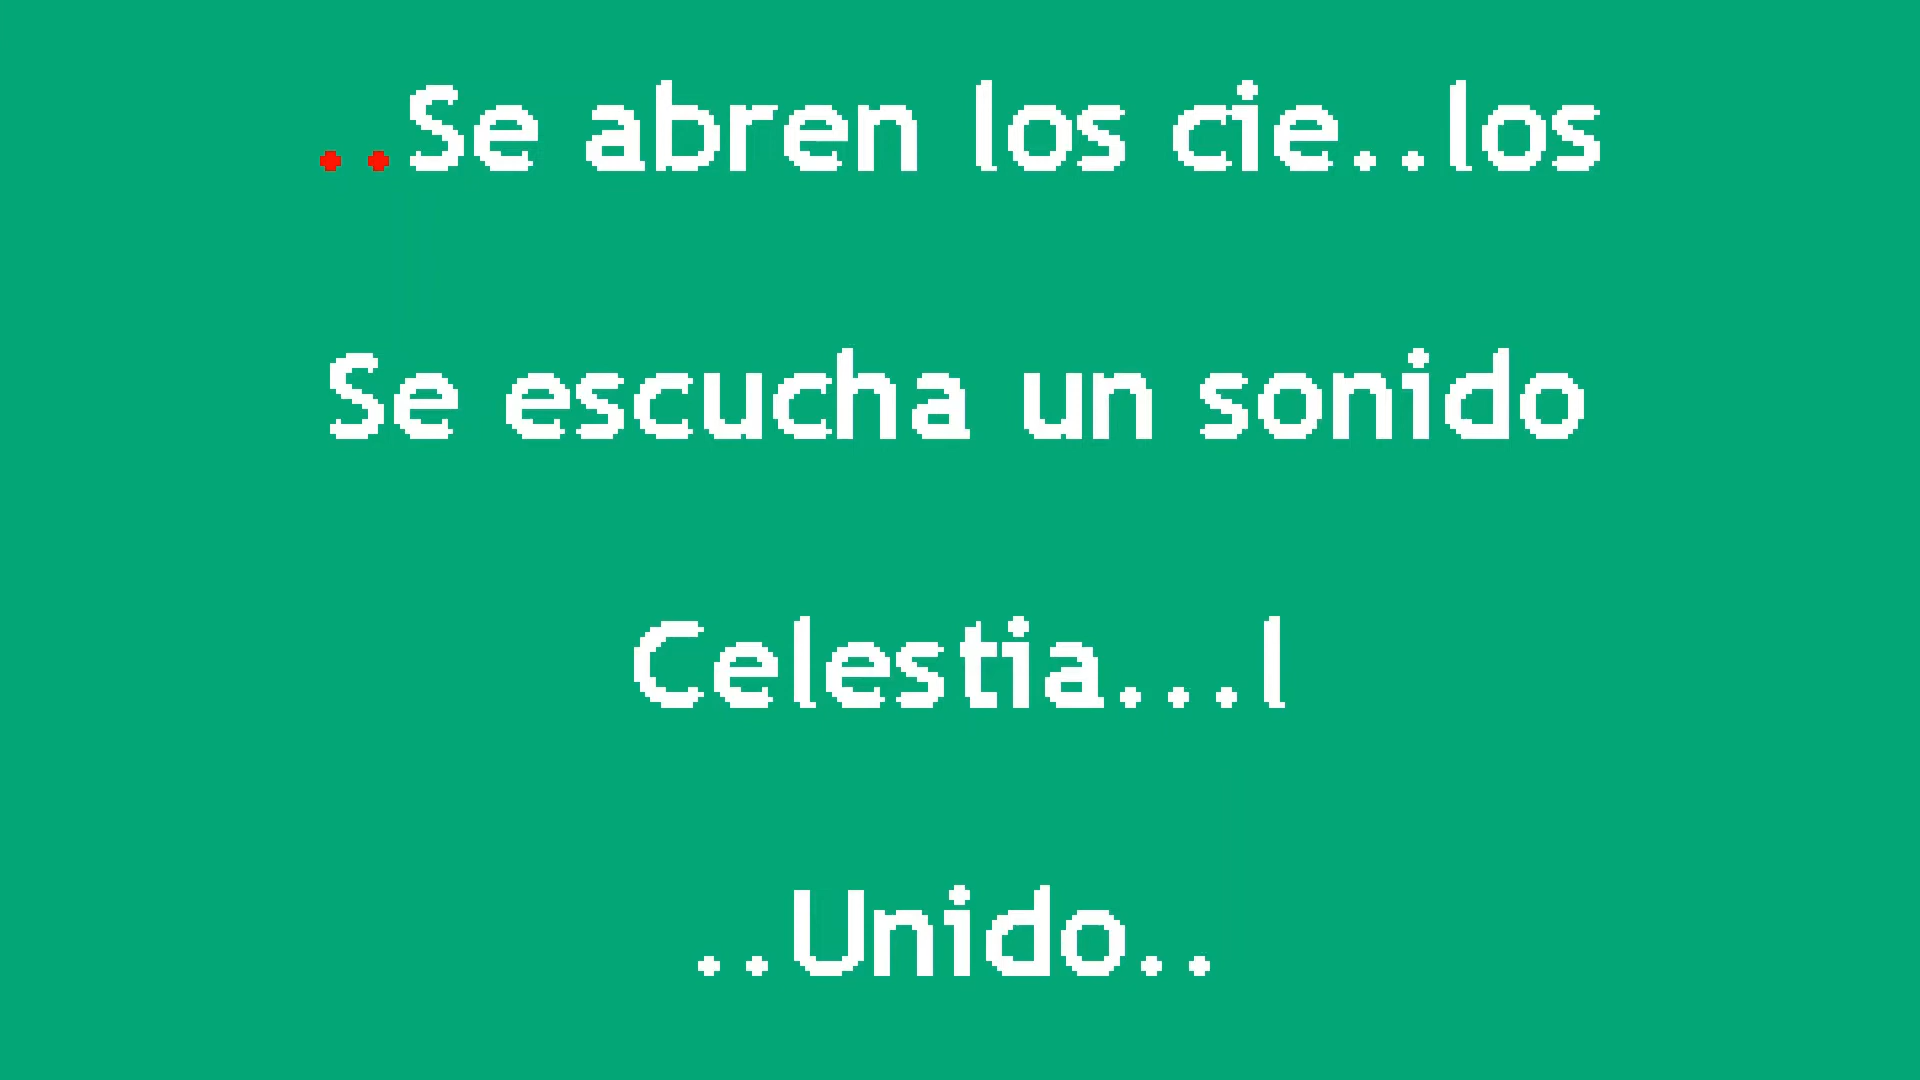 ..Se abren los cie..los
Se escucha un sonido
Celestia...l
..Unido..